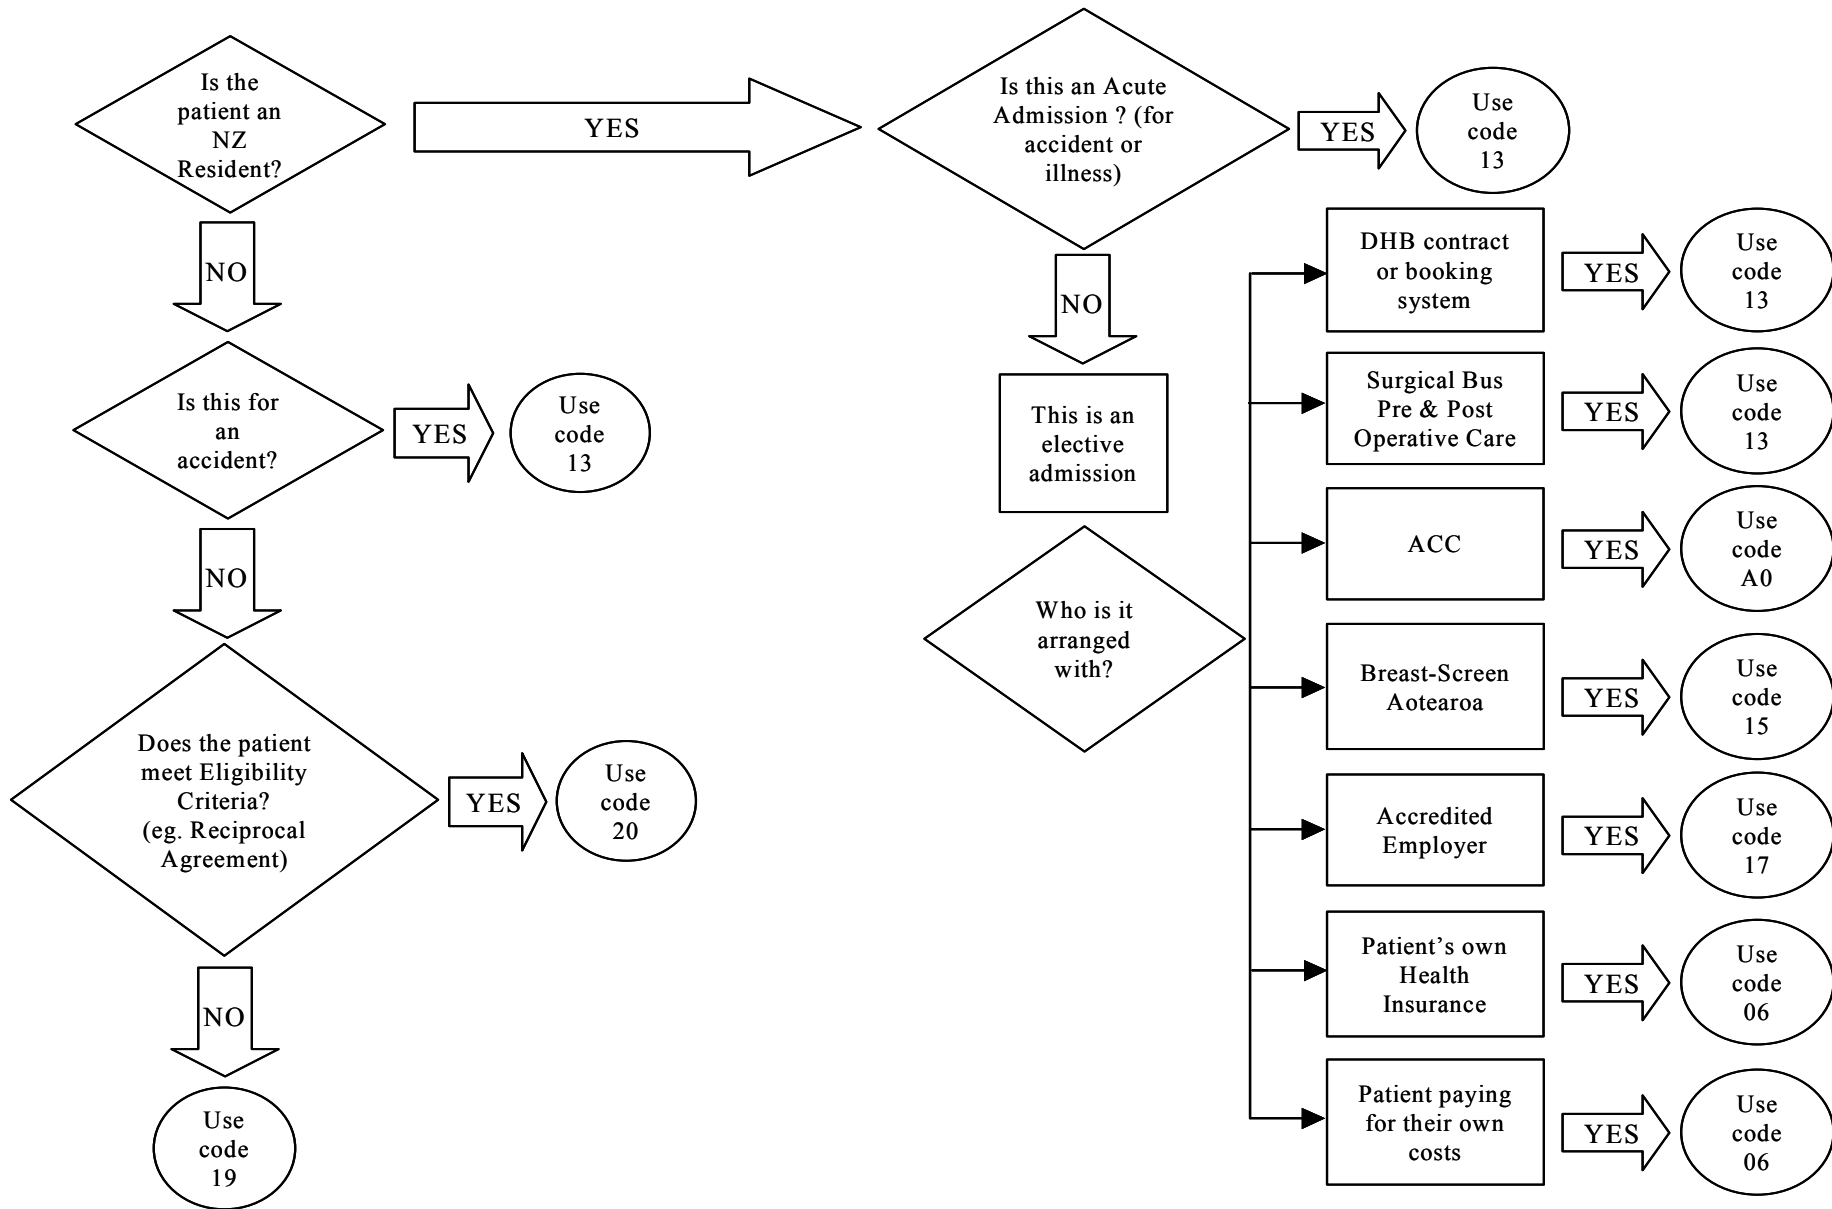 Is the
patient an
NZ
Resident?
YES
Is this an Acute
Admission ? (for
accident or
illness)
YES
Use
code
13
NO
Is this for
an
accident?
YES
Use
code
13
NO
Does the patient
meet Eligibility
Criteria?
(eg. Reciprocal
Agreement)
YES
Use
code
20
NO
Use
code
19
NO
This is an
elective
admission
Who is it
arranged
with?
DHB contract
or booking
system
YES
Use
code
13
Surgical Bus
Pre & Post
Operative Care
YES
Use
code
13
ACC
YES
Use
code
A0
Breast-Screen
Aotearoa
YES
Use
code
15
Accredited
Employer
YES
Use
code
17
Patient’s own
Health
Insurance
YES
Use
code
06
Patient paying
for their own
costs
YES
Use
code
06